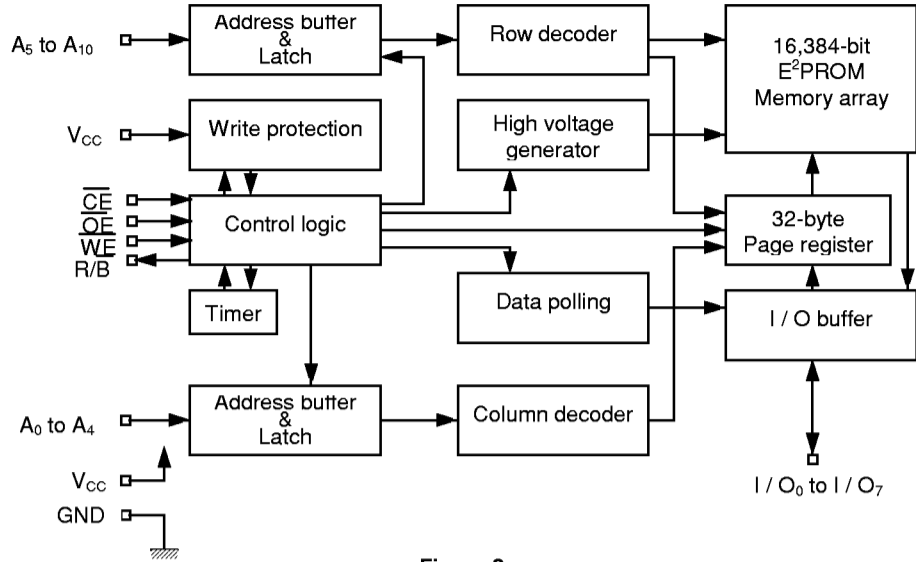 A5 to A10
Address butter
&
Latch
Row decoder
16,384-bit
E²PROM
Memory array
VCC
Write protection
High voltage
generator
CE
OE
WE
R/B
Control logic
32-byte
Page register
Timer
Data polling
I / O buffer
A0 to A4
Address butter
&
Latch
Column decoder
VCC
GND
I / O0 to I / O7